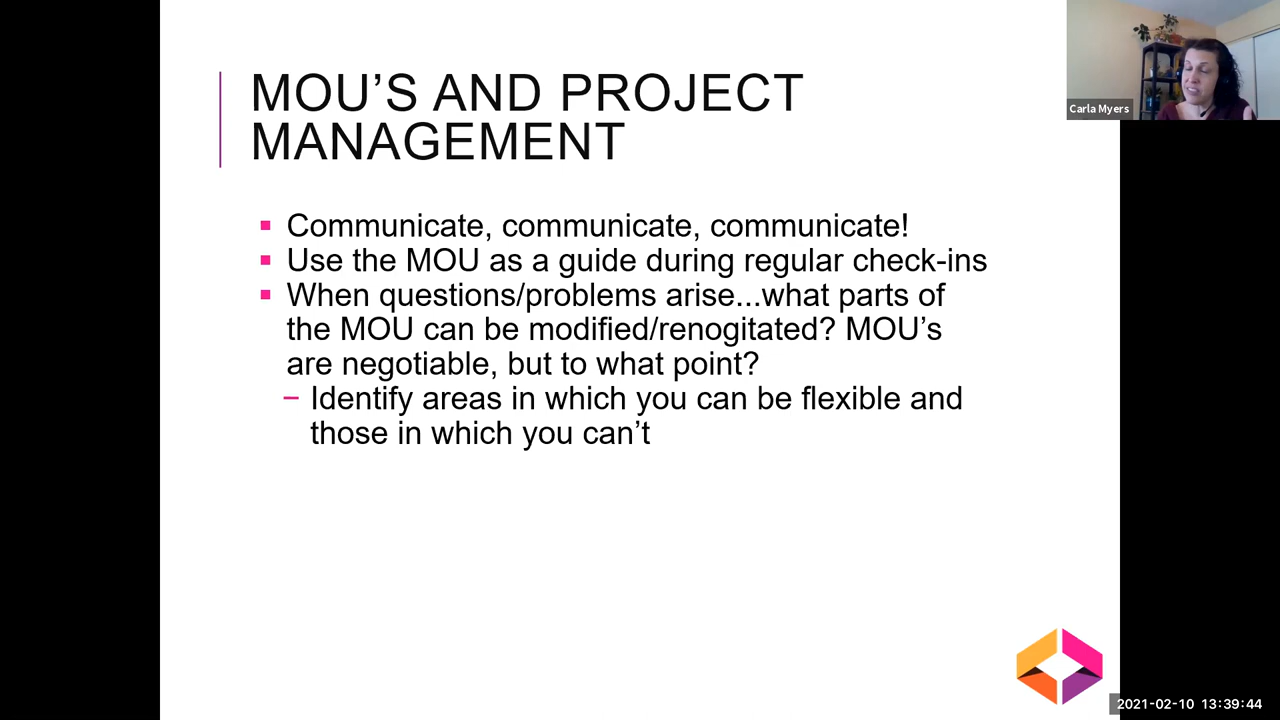 MOU’S AND PROJECT
MANAGEMENT
Carla Myers
Communicate, communicate, communicate!
Use the MOU as a guide during regular check-ins
When questions/problems arise...what parts of
the MOU can be modified/renogitated? MOU’s
are negotiable, but to what point?
– Identify areas in which you can be flexible and
those in which you can’t
2021-02-10 13:39:44